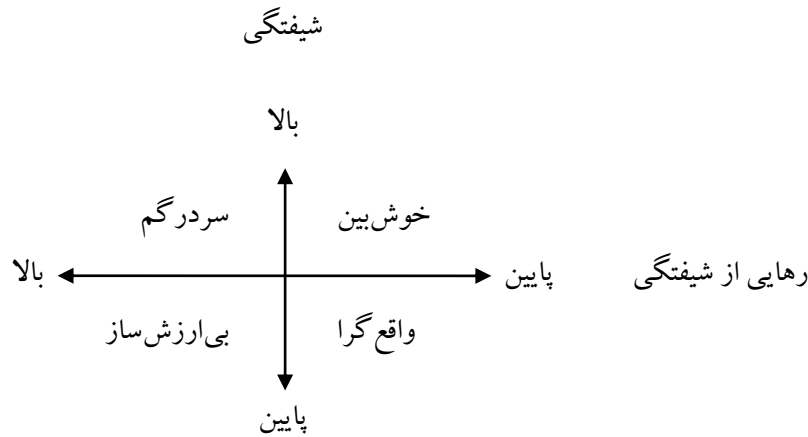 شیفتگی
بالا
خوش‌بین
سردرگم
رهایی از شیفتگی
پایین
بالا
واقع‌گرا
بی‌ارزش‌ساز
پایین